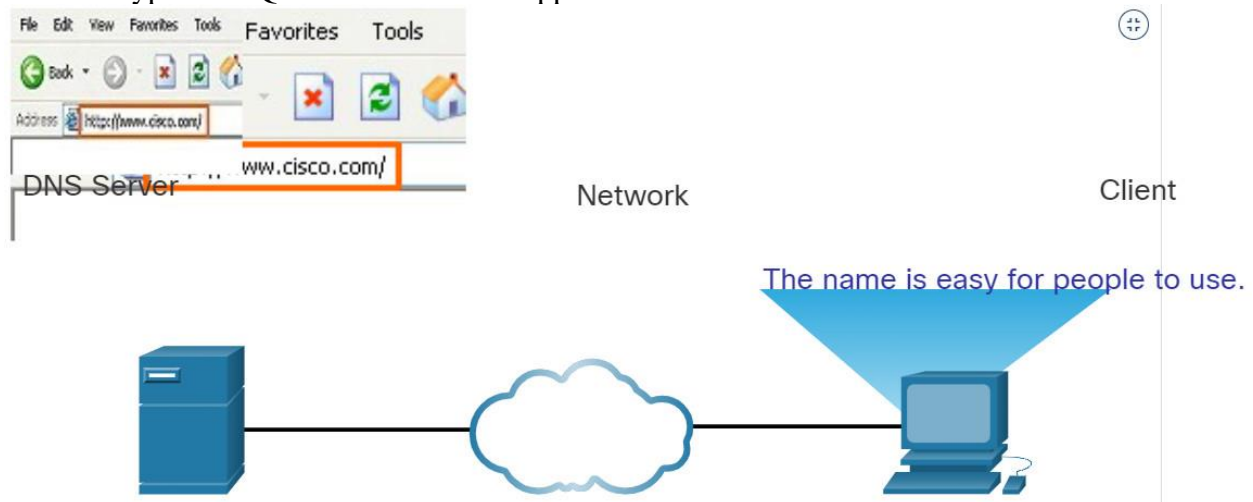 File Edit View Favorites Tools
Favorites Tools
Back
Address http://www.cisco.com/
ww.cisco.com/
DNS Server
Network
Client
The name is easy for people to use.